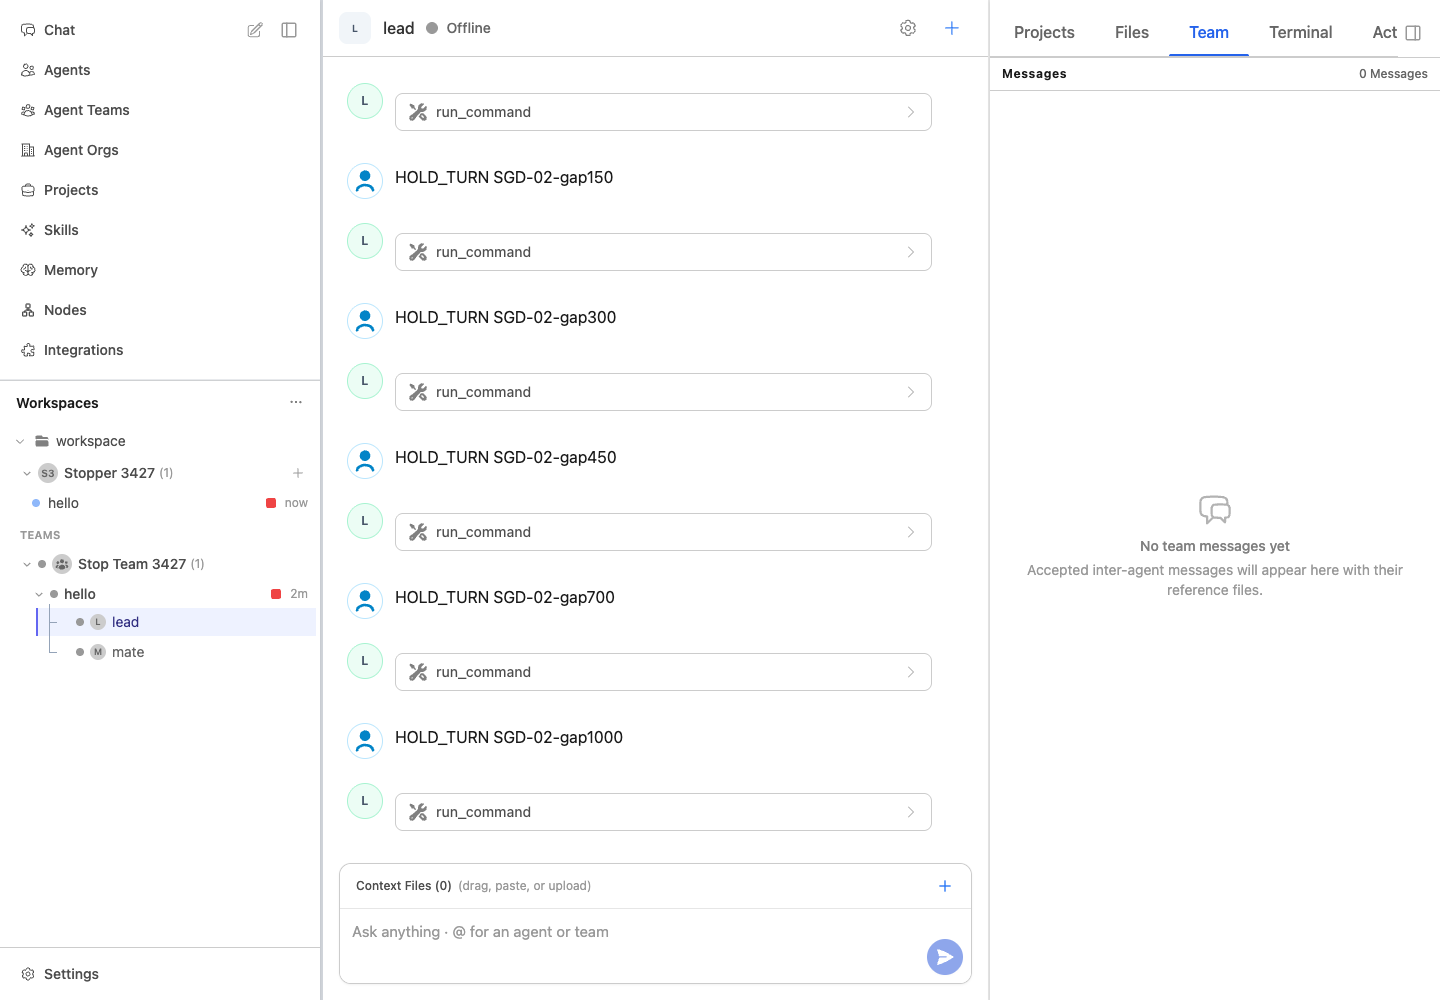 Chat
Agents
Agent Teams
Agent Orgs
Projects
Skills
Memory
Nodes
Integrations
Workspaces
workspace
S3 Stopper 3427 (1)
hello now
TEAMS
Stop Team 3427 (1)
hello 2m
L lead
M mate
Settings
L lead Offline
L run_command
HOLD_TURN SGD-02-gap150
L run_command
HOLD_TURN SGD-02-gap300
L run_command
HOLD_TURN SGD-02-gap450
L run_command
HOLD_TURN SGD-02-gap700
L run_command
HOLD_TURN SGD-02-gap1000
L run_command
Context Files (0) (drag, paste, or upload)
Ask anything · @ for an agent or team
Projects Files Team Terminal Act
Messages 0 Messages
No team messages yet
Accepted inter-agent messages will appear here with their
reference files.